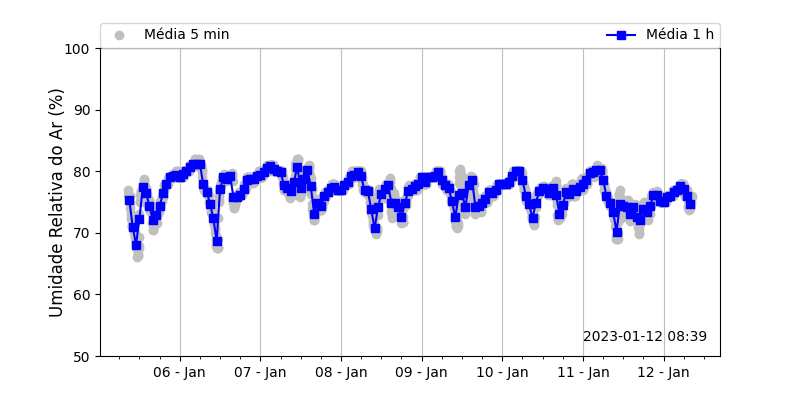 Média 5 min Média 1 h
100
90
80
70
60
50
Umidade Relativa do Ar (%)
2023-01-12 08:39
06 - Jan 07 - Jan 08 - Jan 09 - Jan 10 - Jan 11 - Jan 12 - Jan